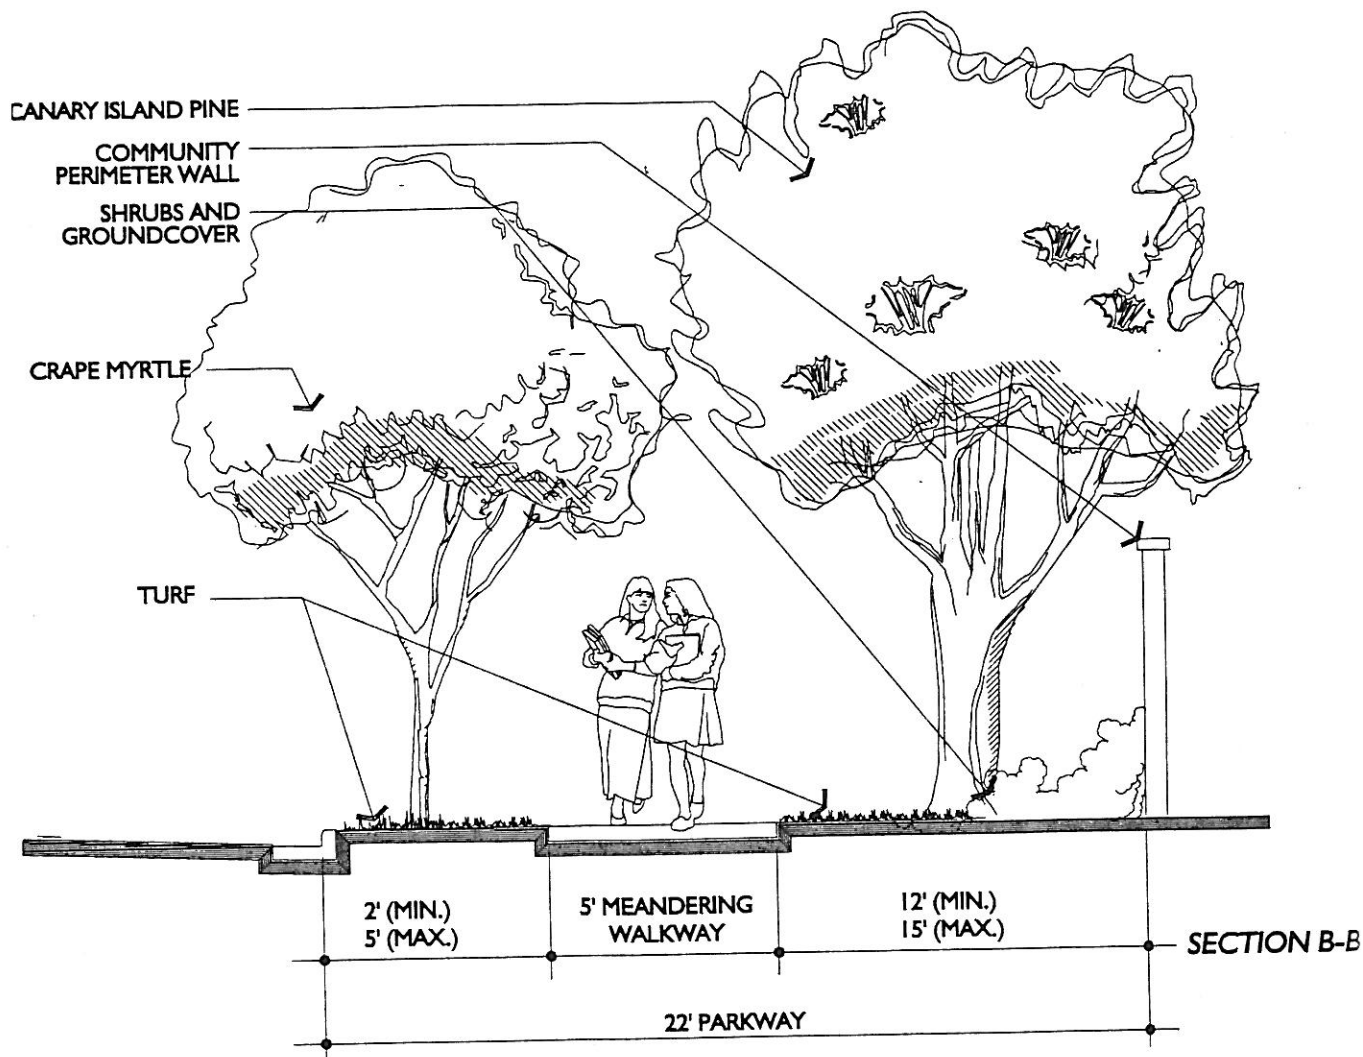 CANARY ISLAND PINE
COMMUNITY
PERIMETER WALL
SHRUBS AND
GROUNDCOVER
CRAPE MYRTLE
TURF
2' (MIN.)
5' (MAX.)
5' MEANDERING
WALKWAY
12' (MIN.)
15' (MAX.)
SECTION B-B
22' PARKWAY